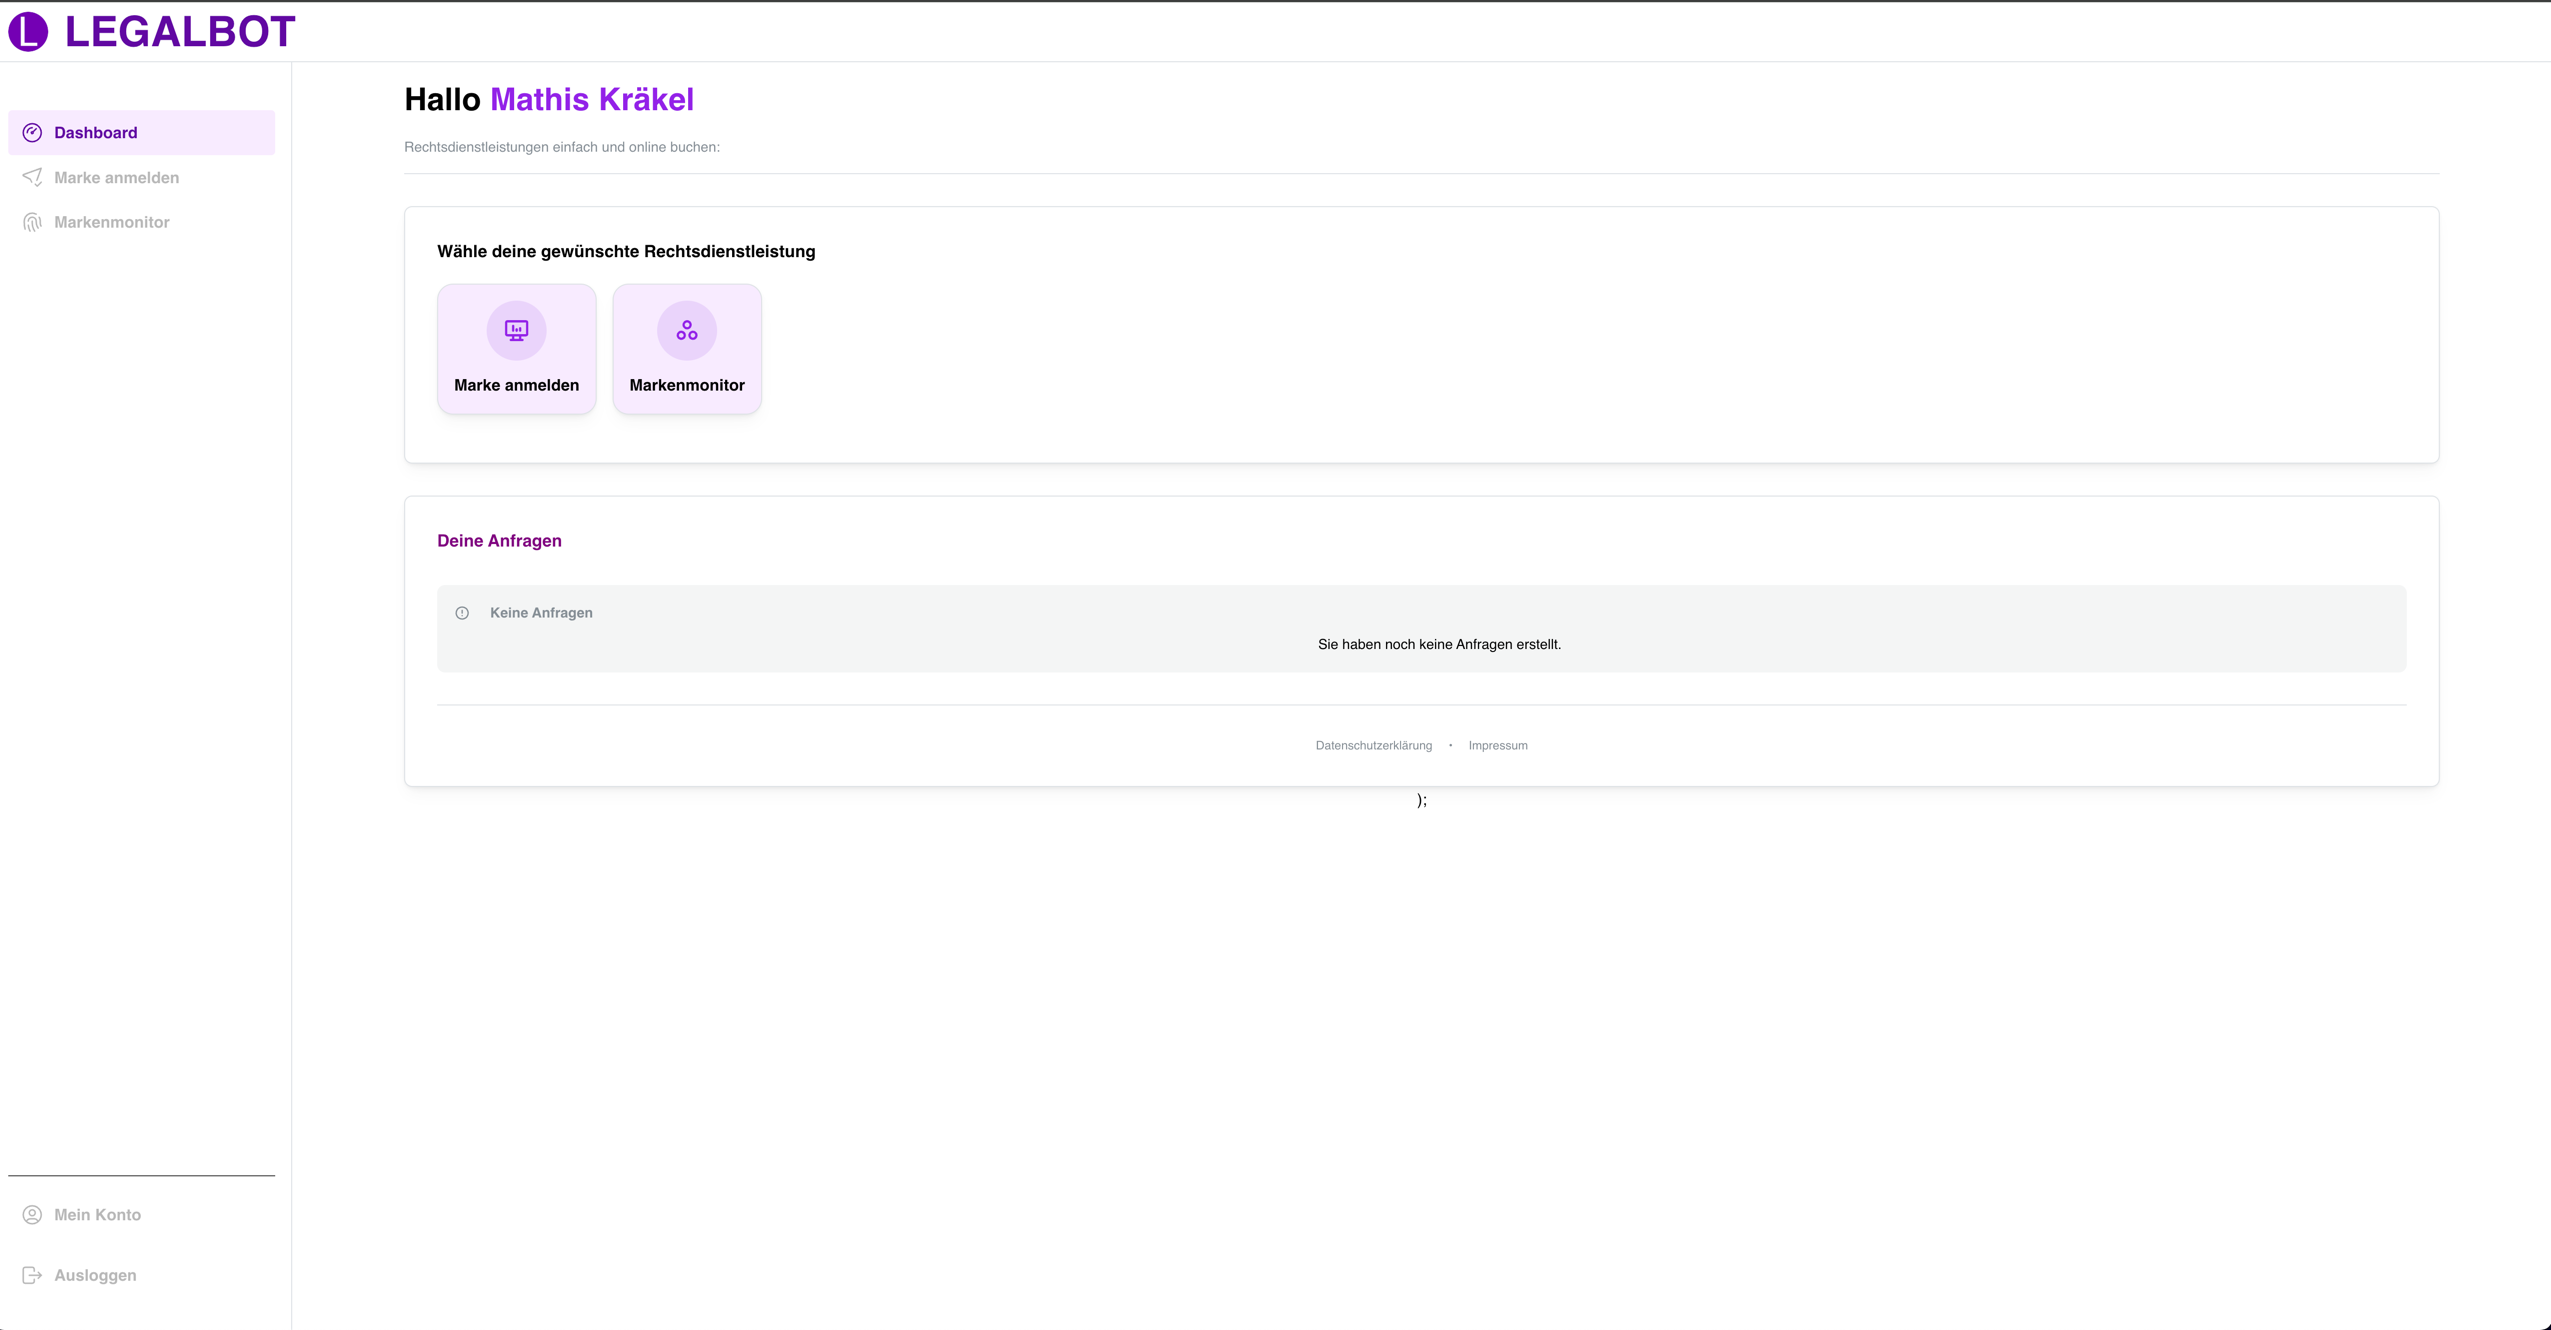 L LEGALBOT
Dashboard
Marke anmelden
Markenmonitor
Hallo Mathis Kräkel
Rechtsdienstleistungen einfach und online buchen:
Wähle deine gewünschte Rechtsdienstleistung
Marke anmelden
Markenmonitor
Deine Anfragen
Keine Anfragen
Sie haben noch keine Anfragen erstellt.
Datenschutzerklärung • Impressum
);
Mein Konto
Ausloggen